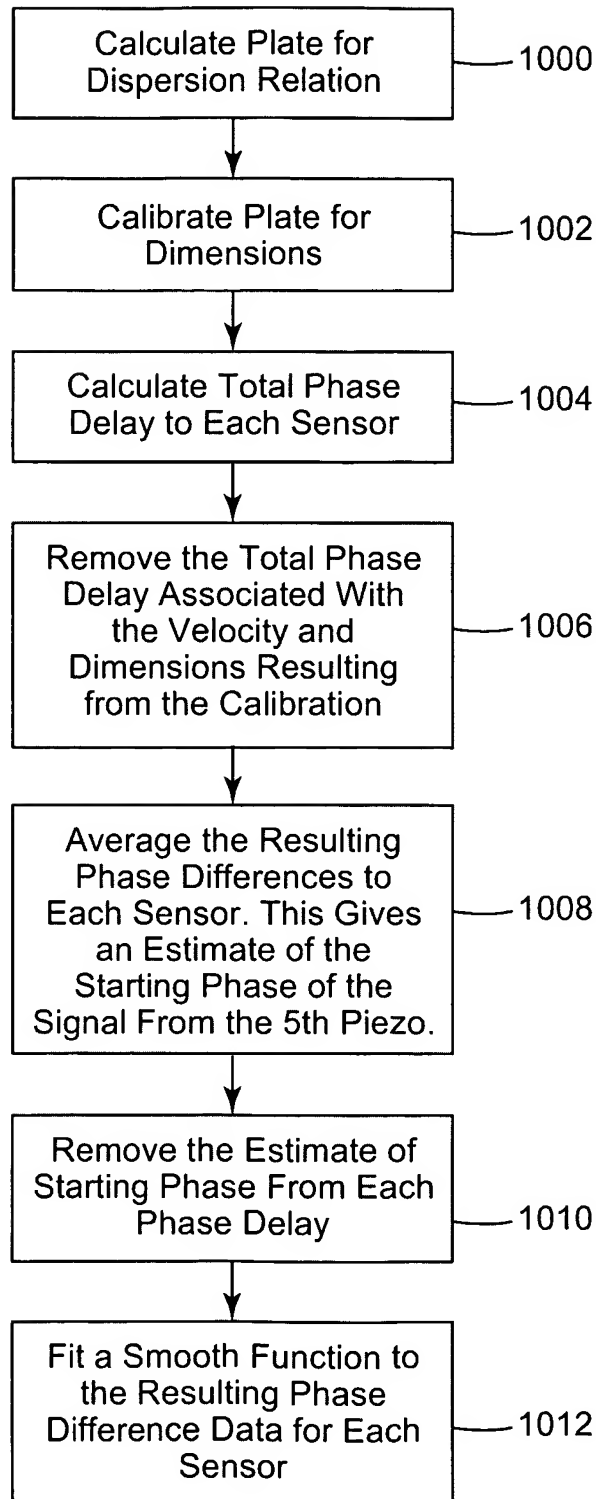 Calculate Plate for
Dispersion Relation
1000
Calibrate Plate for
Dimensions
1002
Calculate Total Phase
Delay to Each Sensor
1004
Remove the Total Phase
Delay Associated With
the Velocity and
Dimensions Resulting
from the Calibration
1006
Average the Resulting
Phase Differences to
Each Sensor. This Gives
an Estimate of the
Starting Phase of the
Signal From the 5th Piezo.
1008
Remove the Estimate of
Starting Phase From Each
Phase Delay
1010
Fit a Smooth Function to
the Resulting Phase
Difference Data for Each
Sensor
1012